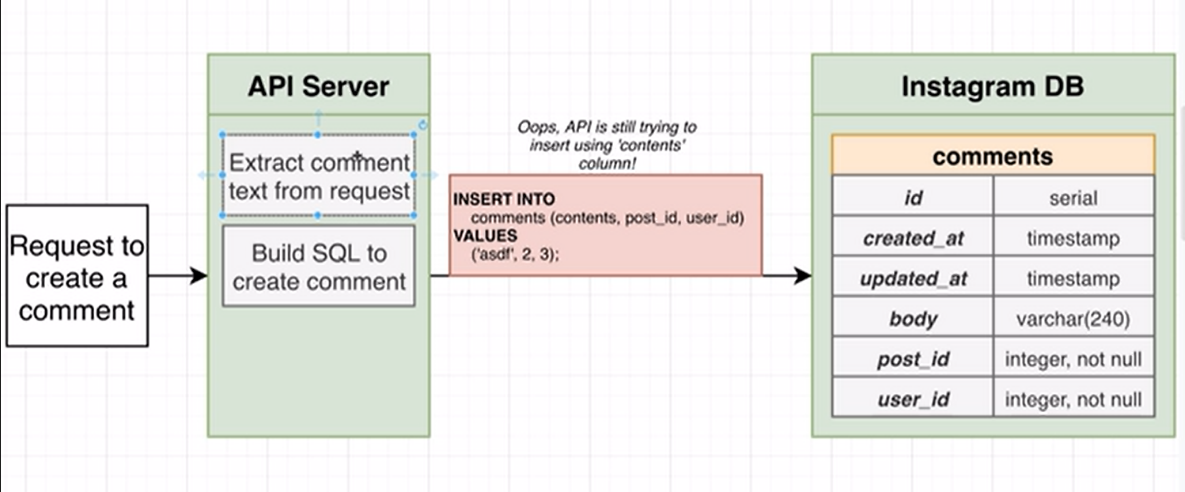 API Server
Instagram DB
Oops, API is still trying to
insert using 'contents'
column!
Extract comment
text from request
Build SQL to
create comment
Request to
create a
comment
INSERT INTO
comments (contents, post_id, user_id)
VALUES
('asdf', 2, 3);
comments
id serial
created_at timestamp
updated_at timestamp
body varchar(240)
post_id integer, not null
user_id integer, not null